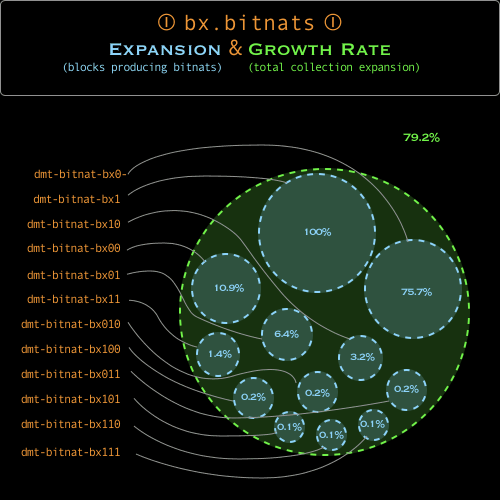 bx.bitnats
EXPANSION & GROWTH RATE
(blocks producing bitnats) (total collection expansion)
79.2%
dmt-bitnat-bx0
dmt-bitnat-bx1
dmt-bitnat-bx10
dmt-bitnat-bx00
dmt-bitnat-bx01
dmt-bitnat-bx11
dmt-bitnat-bx010
dmt-bitnat-bx100
dmt-bitnat-bx011
dmt-bitnat-bx101
dmt-bitnat-bx110
dmt-bitnat-bx111
100%
10.9%
75.7%
6.4%
1.4%
3.2%
0.2%
0.2%
0.2%
0.1%
0.1%
0.1%